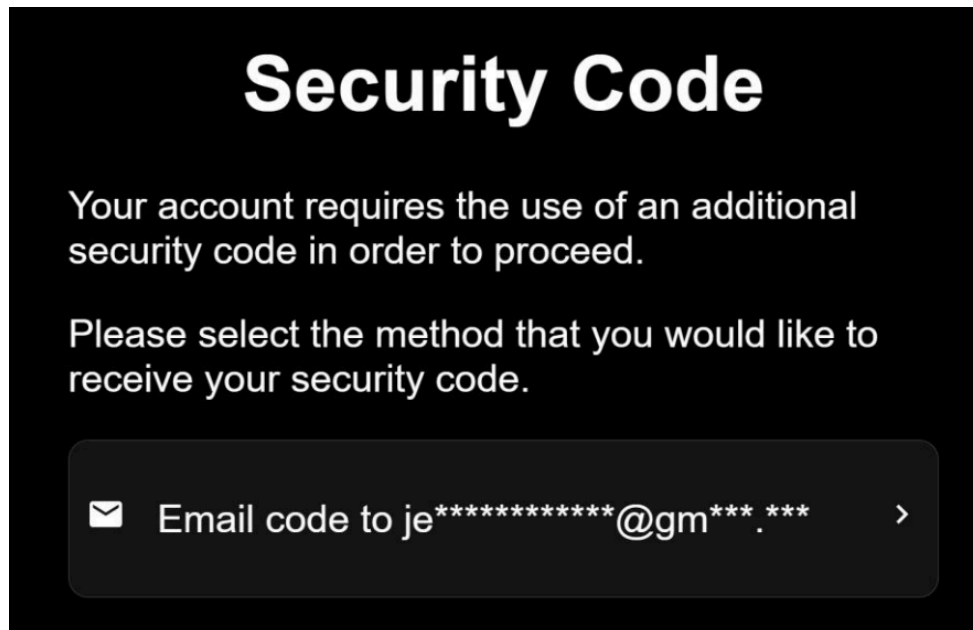 Security Code
Your account requires the use of an additional
security code in order to proceed.
Please select the method that you would like to
receive your security code.
Email code to je************@gm***.***